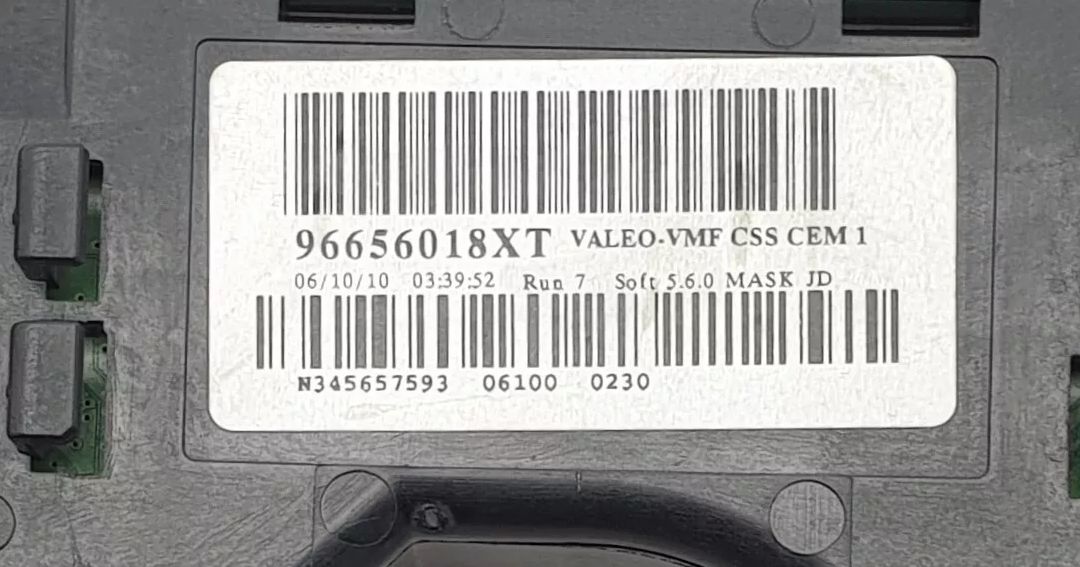 96656018XT VALEO-VMF CSS CEM 1
06/10/10 03:39:52 Run 7 Soft 5.6.0 MASK JD
N345657593 06100 0230